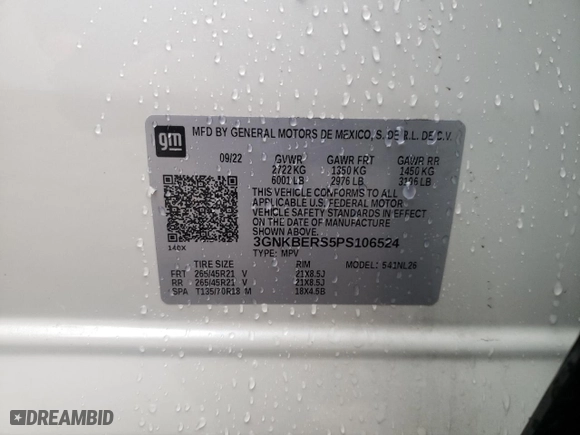 gm
MFD BY GENERAL MOTORS DE MEXICO, S. DE R.L. DE C.V.
09/22 GVWR GAWR FRT GAWR RR
2722 KG 1350 KG 1450 KG
6001 LB 2976 LB 3196 LB
THIS VEHICLE CONFORMS TO ALL
APPLICABLE U.S. FEDERAL MOTOR
VEHICLE SAFETY STANDARDS IN EFFECT
ON THE DATE OF MANUFACTURE
SHOWN ABOVE.
3GNKBERS5PS106524
140X
TYPE: MPV
TIRE SIZE RIM MODEL: 541NL26
FRT 265/45R21 V 21X8.5J
RR 265/45R21 V 21X8.5J
SPA T135/70R18 M 18X4.5B
DREAMBID